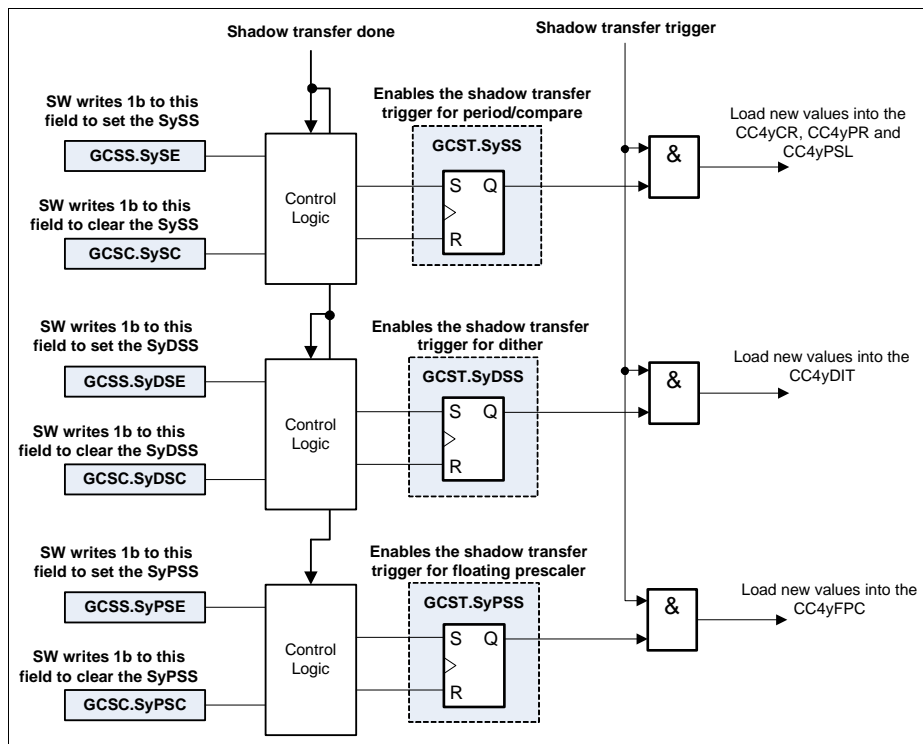 Shadow transfer done
Shadow transfer trigger
SW writes 1b to this
field to set the SySS
GCSS.SySE
SW writes 1b to this
field to clear the SySS
GCSC.SySC
Control
Logic
Enables the shadow transfer
trigger for period/compare
GCST.SySS
S Q
R
&
Load new values into the
CC4yCR, CC4yPR and
CC4yPSL
SW writes 1b to this
field to set the SyDSS
GCSS.SyDSE
SW writes 1b to this
field to clear the SyDSS
GCSC.SyDSC
Control
Logic
Enables the shadow transfer
trigger for dither
GCST.SyDSS
S Q
R
&
Load new values into the
CC4yDIT
SW writes 1b to this
field to set the SyPSS
GCSS.SyPSE
SW writes 1b to this
field to clear the SyPSS
GCSC.SyPSC
Control
Logic
Enables the shadow transfer
trigger for floating prescaler
GCST.SyPSS
S Q
R
&
Load new values into the
CC4yFPC